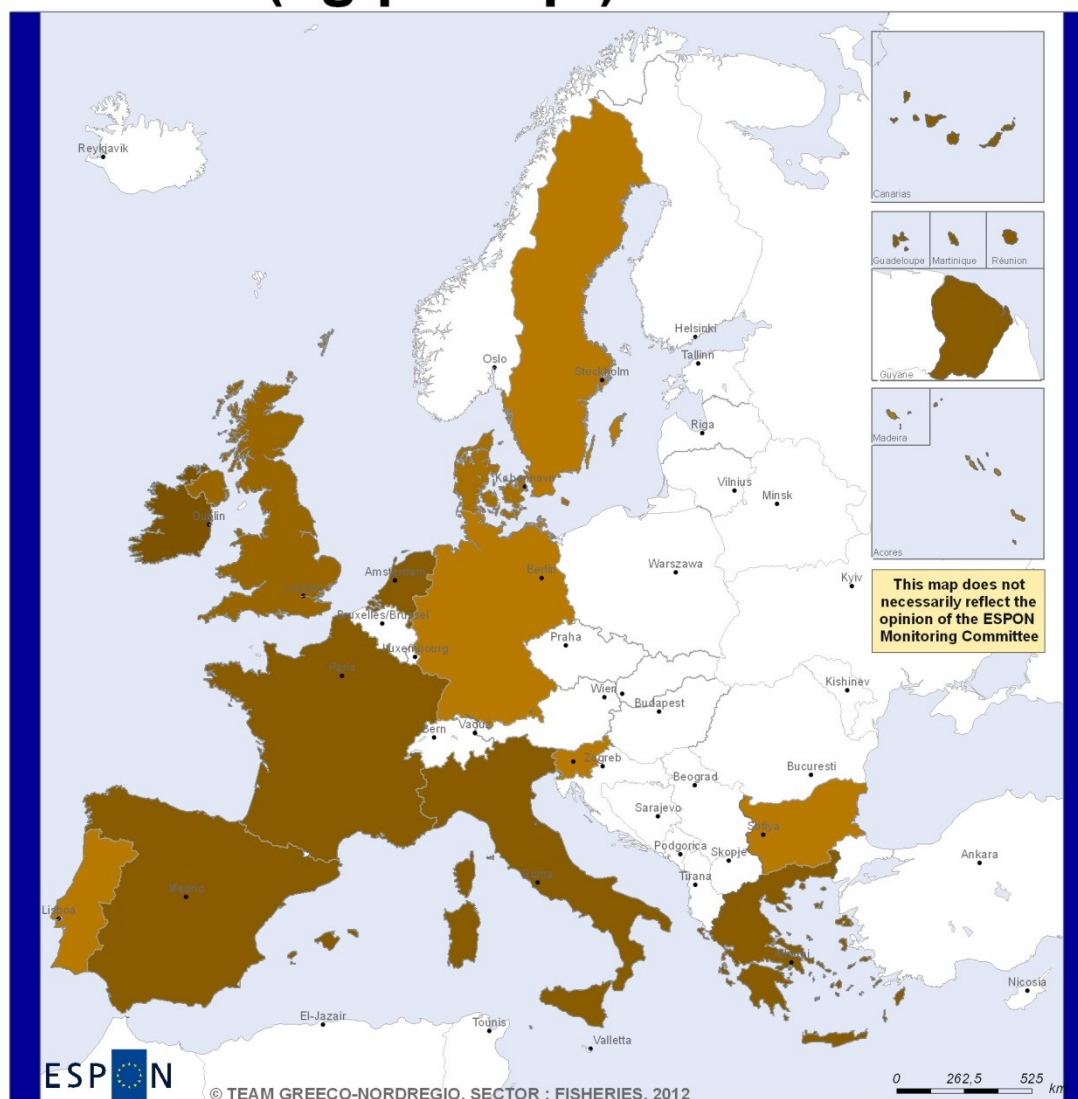 Reykjavik
Canarias
Guadeloupe
Martinique
Réunion
Guyane
Helsinki
Oslo
Tallinn
Stockholm
Riga
Madeira
København
Vilnius
Minsk
Dublin
Acores
Amsterdam
Berlin
Warszawa
Kyiv
This map does not
necessarily reflect the
opinion of the ESPON
Monitoring Committee
Bruxelles/Brussel
Praha
Luxembourg
Paris
Kishinev
Wien
Budapest
Bern
Vaduz
Zagreb
Bucuresti
Beograd
Sarajevo
Sofiya
Podgorica
Skopje
Ankara
Tirana
Roma
Madrid
Lisboa
Nicosia
El-Jazair
Tounis
Valletta
ESPON
© TEAM GREECO-NORDREGIO, SECTOR : FISHERIES, 2012
0 262,5 525
km